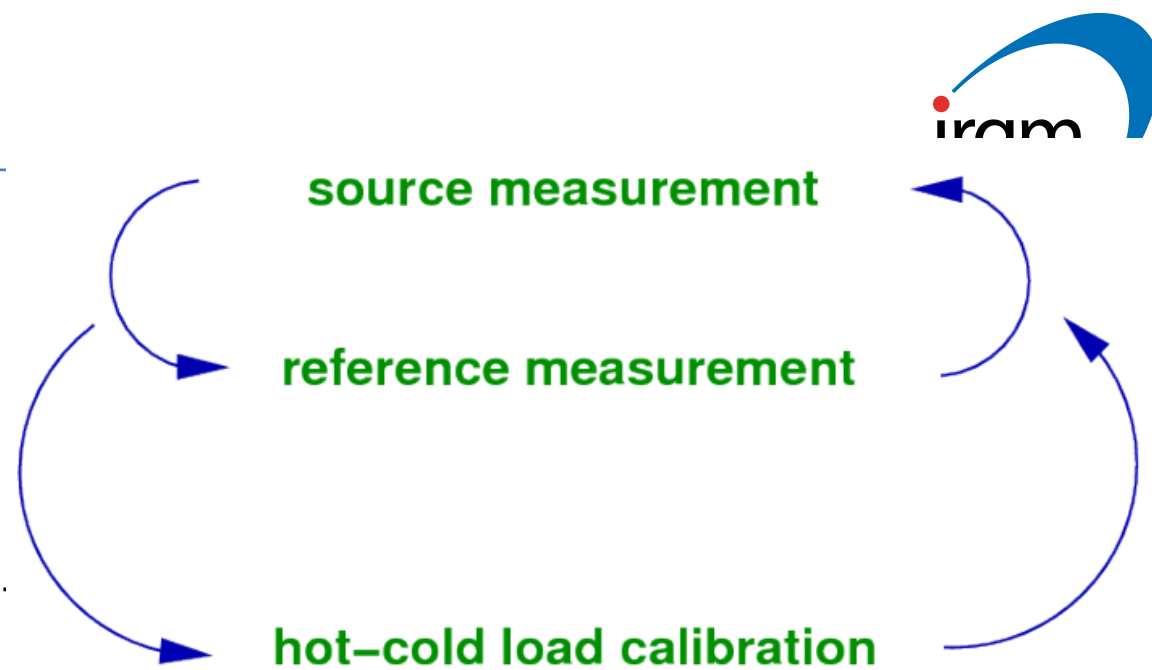 iram
source measurement
reference measurement
hot–cold load calibration